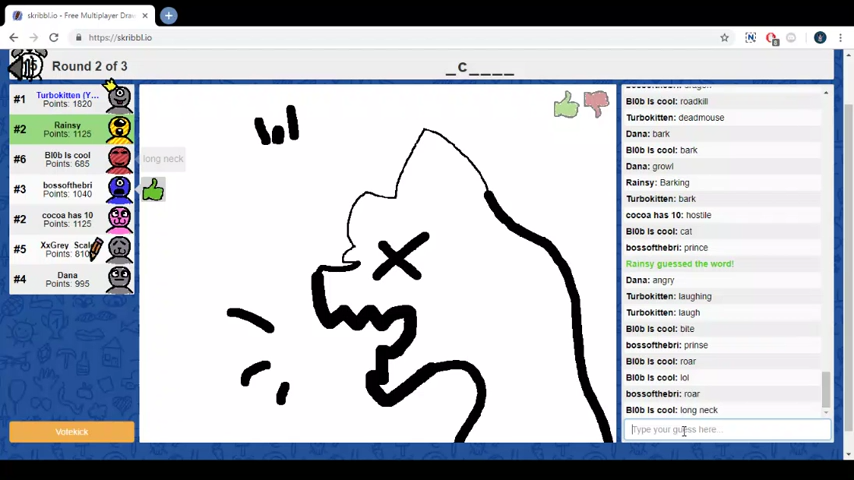 skribbl.io - Free Multiplayer Dra
https://skribbl.io
Round 2 of 3
_c____
#1 Turbokitten (Y...
Points: 1820
#2 Rainsy
Points: 1125
#6 Bl0b Is cool
Points: 685
long neck
#3 bossofthebri
Points: 1040
#2 cocoa has 10
Points: 1125
#5 XxGrey_Scal
Points: 810
#4 Dana
Points: 995
Votekick
Bl0b Is cool: roadkill
Turbokitten: deadmouse
Dana: bark
Bl0b Is cool: bark
Dana: growl
Rainsy: Barking
Turbokitten: bark
cocoa has 10: hostile
Bl0b Is cool: cat
bossofthebri: prince
Rainsy guessed the word!
Dana: angry
Turbokitten: laughing
Turbokitten: laugh
Bl0b Is cool: bite
bossofthebri: prinse
Bl0b Is cool: roar
Bl0b Is cool: lol
bossofthebri: roar
Bl0b Is cool: long neck
Type your guess here...